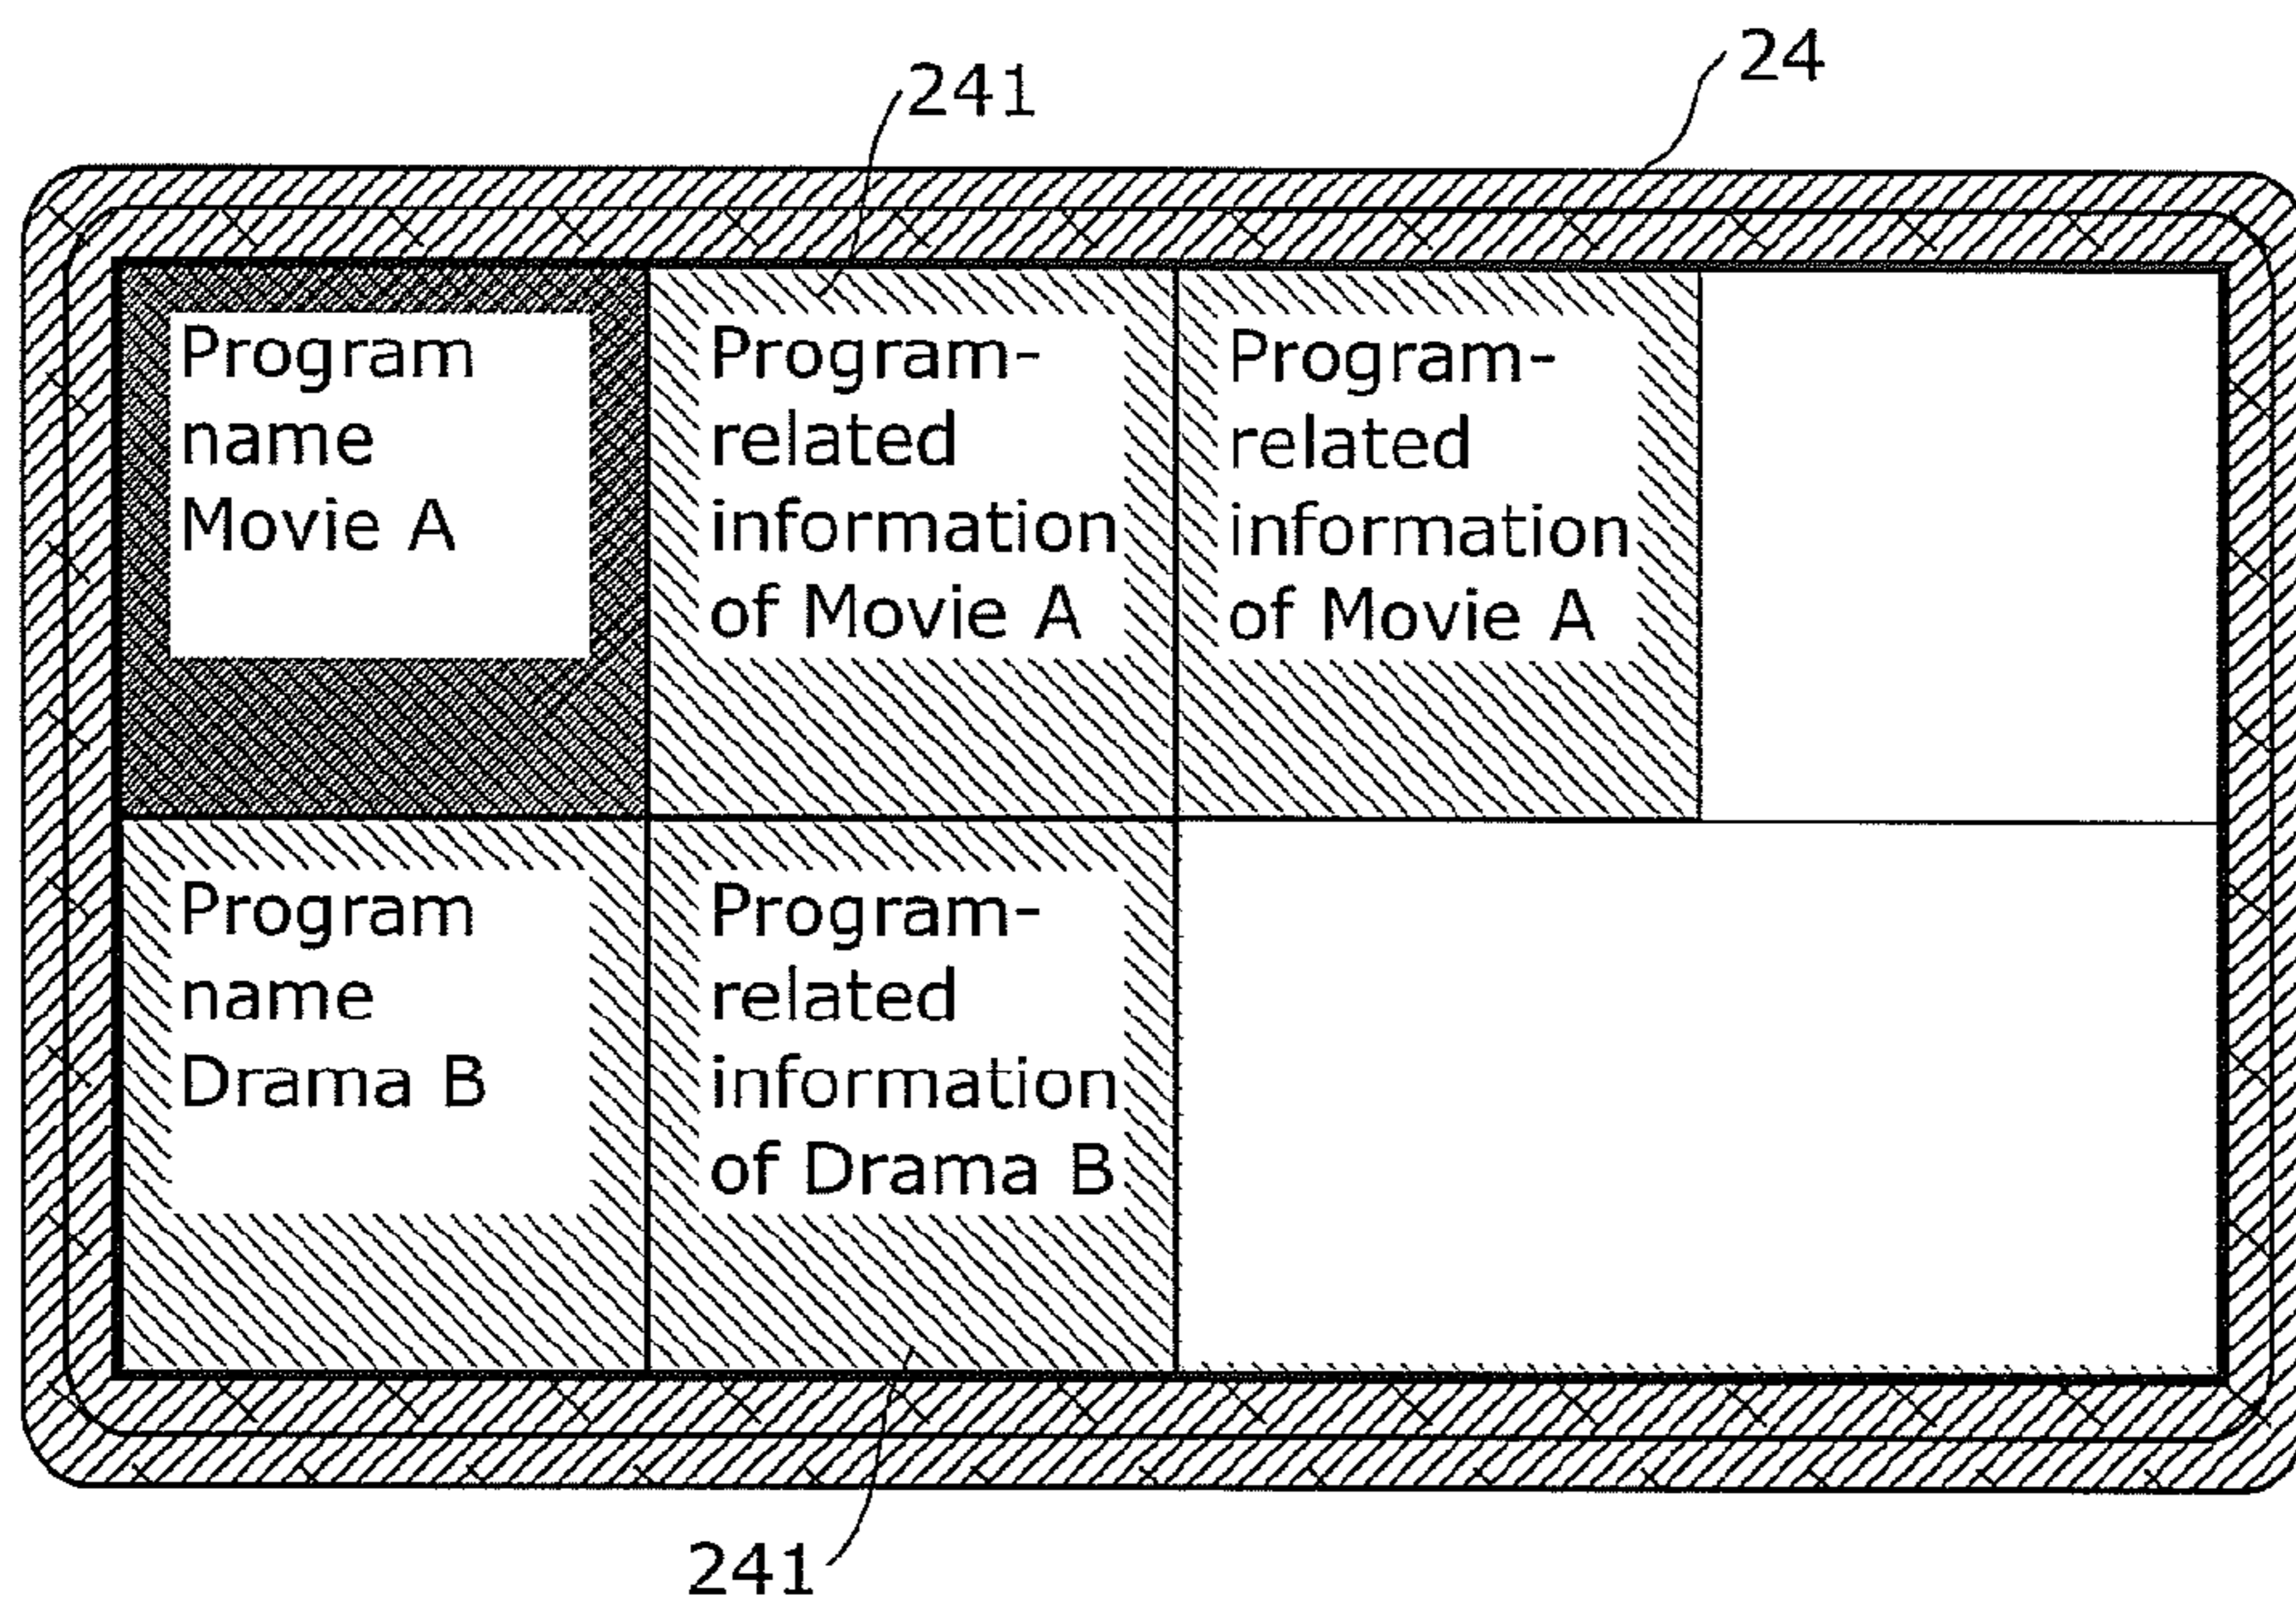 24
241
Program
name
Movie A
Program-
related
information
of Movie A
Program-
related
information
of Movie A
Program
name
Drama B
Program-
related
information
of Drama B
241